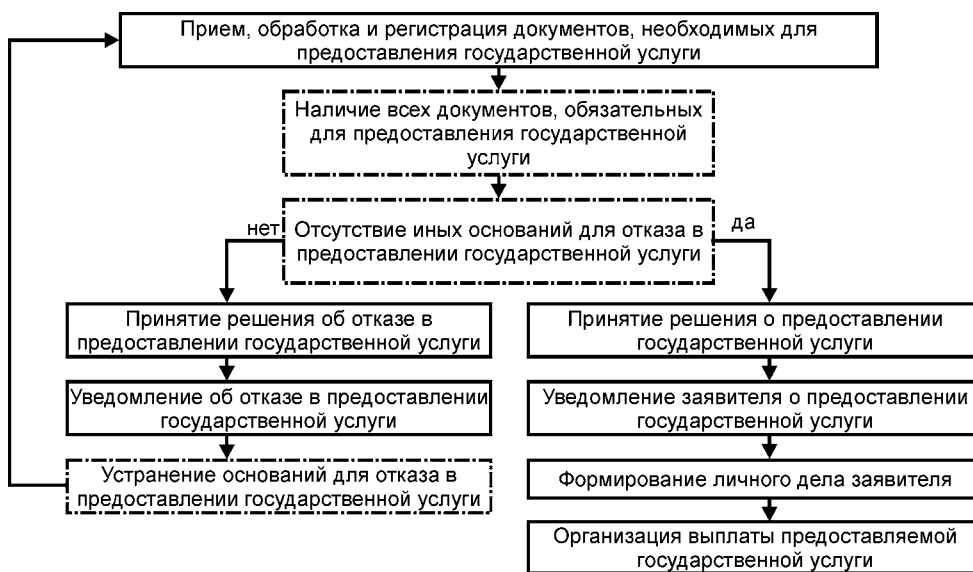 Прием, обработка и регистрация документов, необходимых для
предоставления государственной услуги
Наличие всех документов, обязательных
для предоставления государственной
услуги
нет
Отсутствие иных оснований для отказа в
предоставлении государственной услуги
да
Принятие решения об отказе в
предоставлении государственной услуги
Принятие решения о предоставлении
государственной услуги
Уведомление об отказе в предоставлении
государственной услуги
Уведомление заявителя о предоставлении
государственной услуги
Устранение оснований для отказа в
предоставлении государственной услуги
Формирование личного дела заявителя
Организация выплаты предоставляемой
государственной услуги